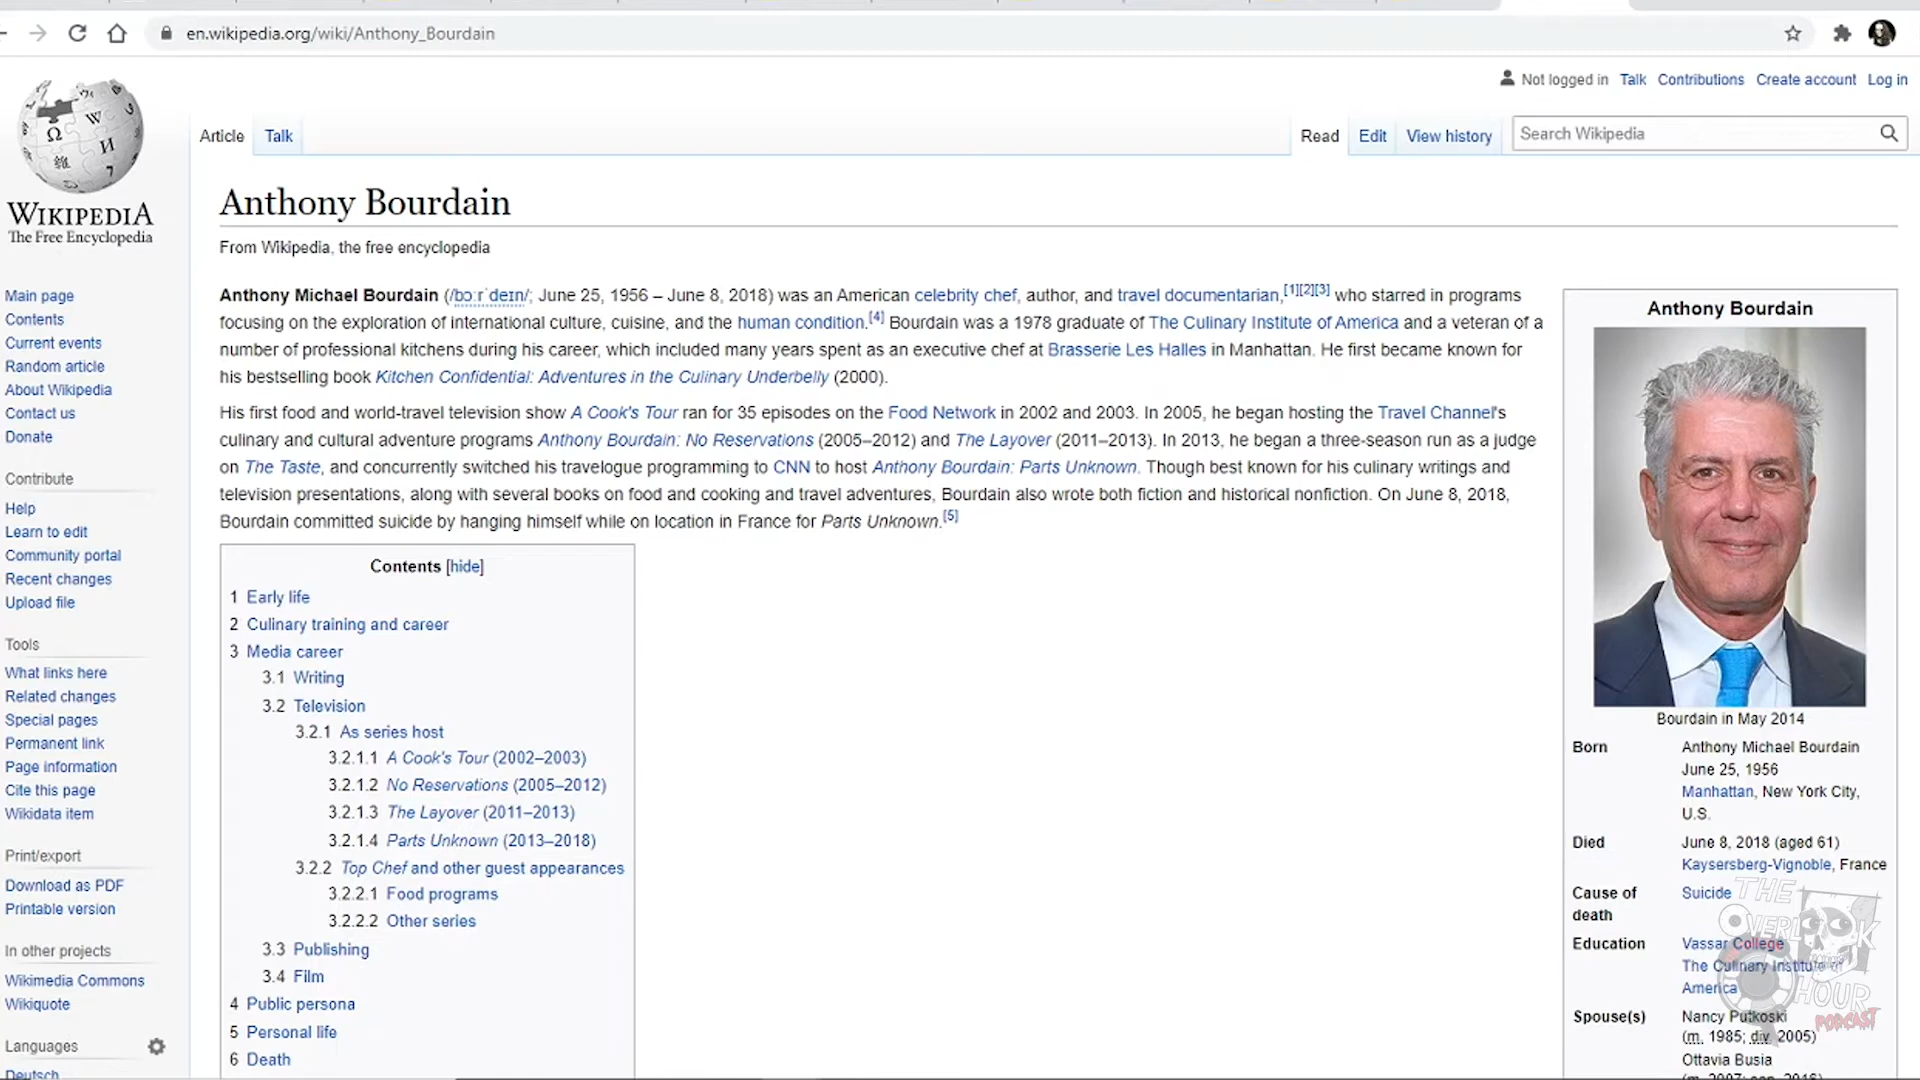 en.wikipedia.org/wiki/Anthony_Bourdain
Not logged in Talk Contributions Create account Log in
Article Talk Read Edit View history Search Wikipedia
WIKIPEDIA
The Free Encyclopedia
Anthony Bourdain
From Wikipedia, the free encyclopedia
Anthony Michael Bourdain (/bɔːrˈdeɪn/; June 25, 1956 – June 8, 2018) was an American celebrity chef, author, and travel documentarian,[1][2][3] who starred in programs
focusing on the exploration of international culture, cuisine, and the human condition.[4] Bourdain was a 1978 graduate of The Culinary Institute of America and a veteran of a
number of professional kitchens during his career, which included many years spent as an executive chef at Brasserie Les Halles in Manhattan. He first became known for
his bestselling book Kitchen Confidential: Adventures in the Culinary Underbelly (2000).
His first food and world-travel television show A Cook's Tour ran for 35 episodes on the Food Network in 2002 and 2003. In 2005, he began hosting the Travel Channel's
culinary and cultural adventure programs Anthony Bourdain: No Reservations (2005–2012) and The Layover (2011–2013). In 2013, he began a three-season run as a judge
on The Taste, and concurrently switched his travelogue programming to CNN to host Anthony Bourdain: Parts Unknown. Though best known for his culinary writings and
television presentations, along with several books on food and cooking and travel adventures, Bourdain also wrote both fiction and historical nonfiction. On June 8, 2018,
Bourdain committed suicide by hanging himself while on location in France for Parts Unknown.[5]
Main page
Contents
Current events
Random article
About Wikipedia
Contact us
Donate
Contribute
Help
Learn to edit
Community portal
Recent changes
Upload file
Tools
What links here
Related changes
Special pages
Permanent link
Page information
Cite this page
Wikidata item
Print/export
Download as PDF
Printable version
In other projects
Wikimedia Commons
Wikiquote
Languages
Deutsch
Contents [hide]
1 Early life
2 Culinary training and career
3 Media career
3.1 Writing
3.2 Television
3.2.1 As series host
3.2.1.1 A Cook's Tour (2002–2003)
3.2.1.2 No Reservations (2005–2012)
3.2.1.3 The Layover (2011–2013)
3.2.1.4 Parts Unknown (2013–2018)
3.2.2 Top Chef and other guest appearances
3.2.2.1 Food programs
3.2.2.2 Other series
3.3 Publishing
3.4 Film
4 Public persona
5 Personal life
6 Death
Anthony Bourdain
Bourdain in May 2014
Born Anthony Michael Bourdain
June 25, 1956
Manhattan, New York City,
U.S.
Died June 8, 2018 (aged 61)
Kaysersberg-Vignoble, France
Cause of death Suicide
Education Vassar College
The Culinary Institute of
America
Spouse(s) Nancy Putkoski
(m. 1985; div. 2005)
Ottavia Busia
(m. 2007; sep. 2016)
THE
OVERLOOK
HOUR
PODCAST